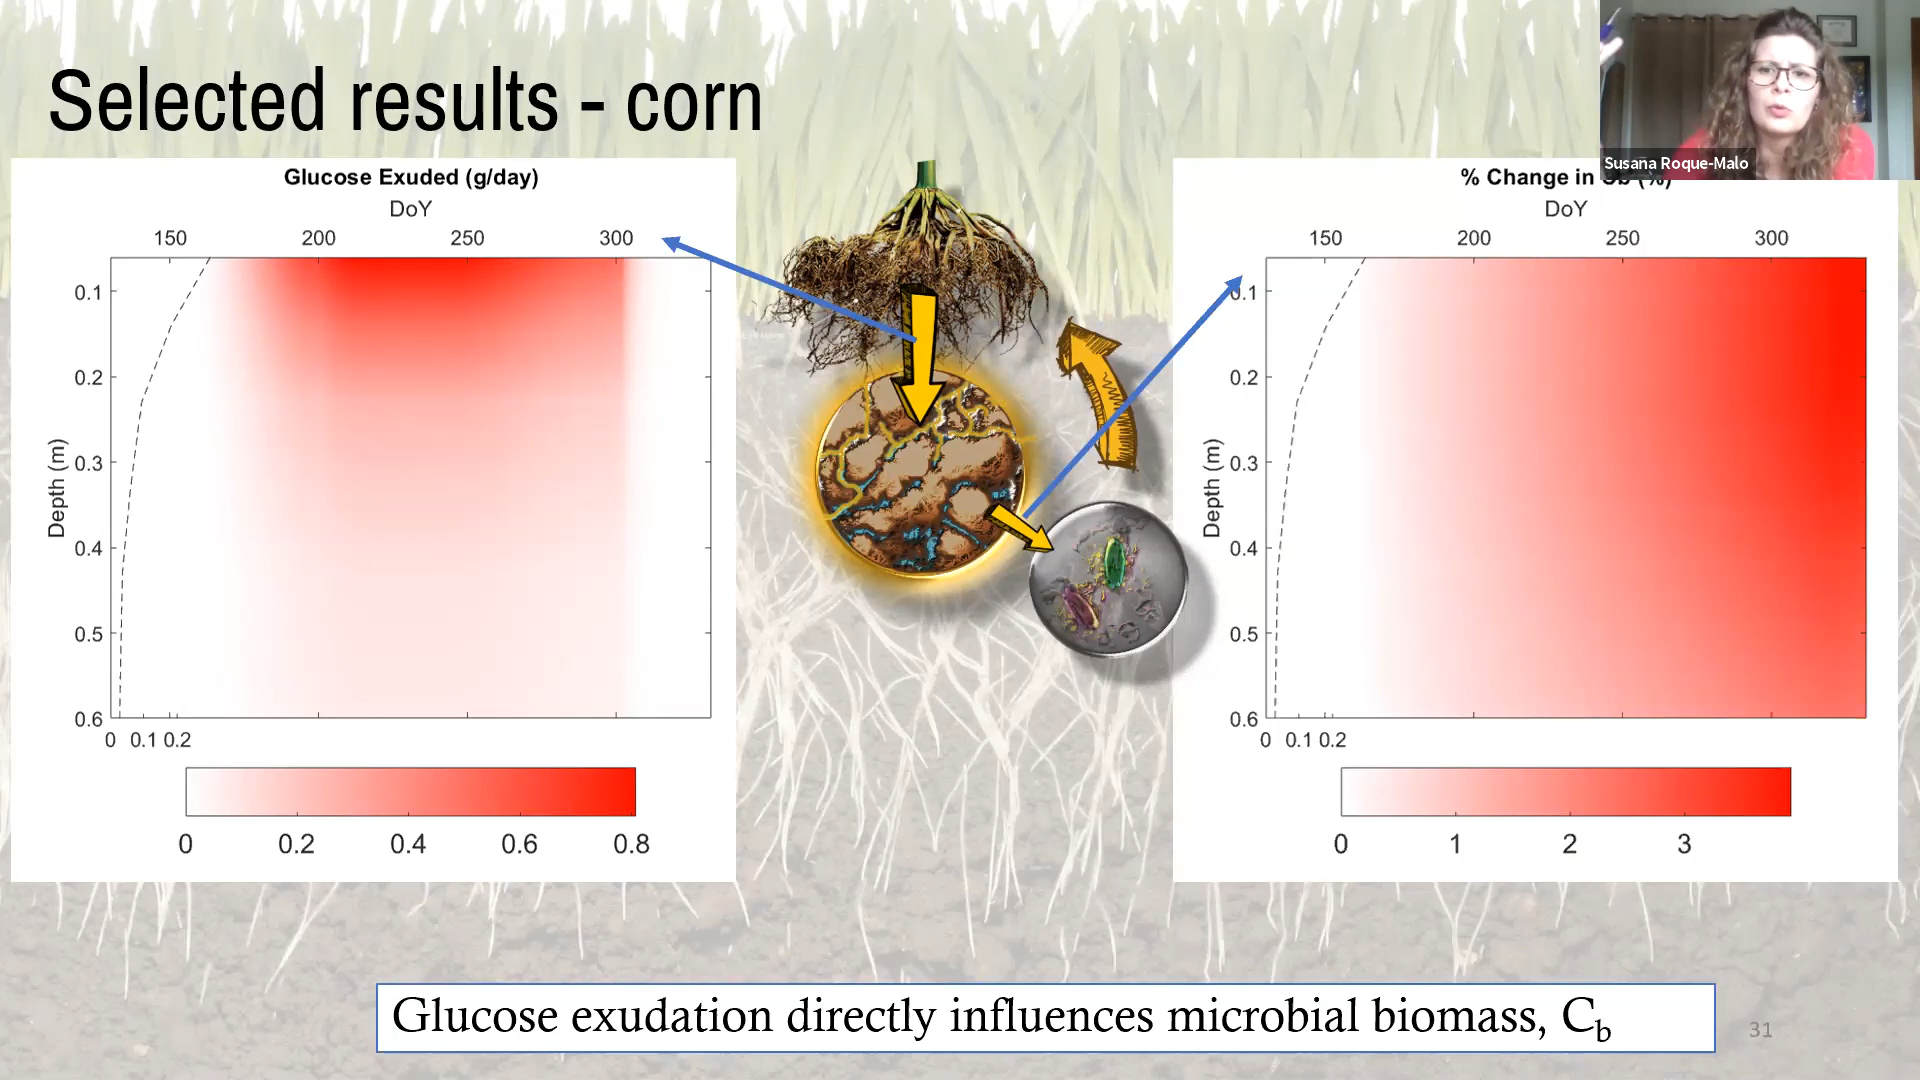 Selected results - corn
Susana Roque-Malo
Glucose Exuded (g/day)
DoY
150 200 250 300
0.1
0.2
0.3
0.4
0.5
0.6
Depth (m)
0 0.1 0.2
0 0.2 0.4 0.6 0.8
% Change in Cb (%)
DoY
150 200 250 300
0.1
0.2
0.3
0.4
0.5
0.6
Depth (m)
0 0.1 0.2
0 1 2 3
Glucose exudation directly influences microbial biomass, Cb
31